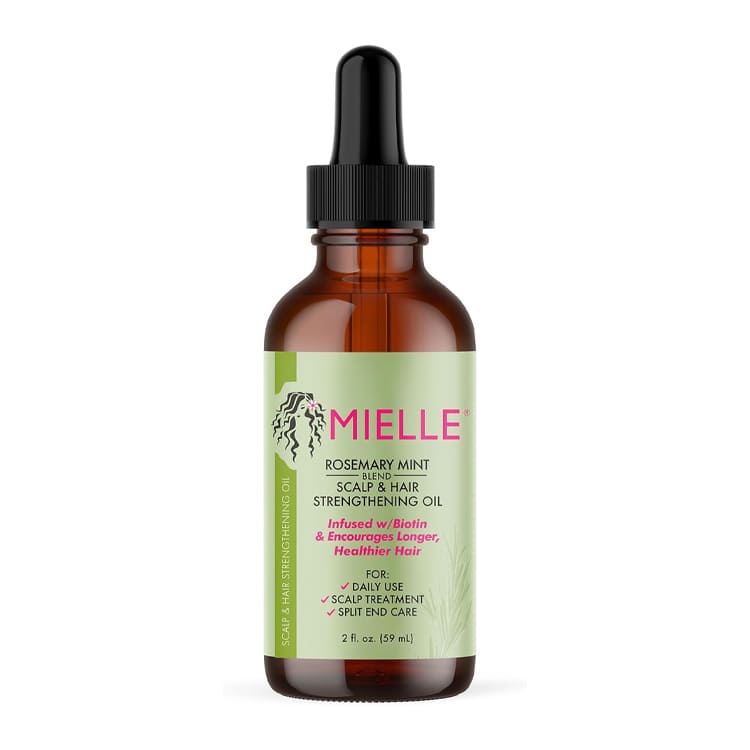 MIELLE®
ROSEMARY MINT
BLEND
SCALP & HAIR
STRENGTHENING OIL
Infused w/Biotin
& Encourages Longer,
Healthier Hair
FOR:
✓ DAILY USE
✓ SCALP TREATMENT
✓ SPLIT END CARE
2 fl. oz. (59 mL)
SCALP & HAIR STRENGTHENING OIL